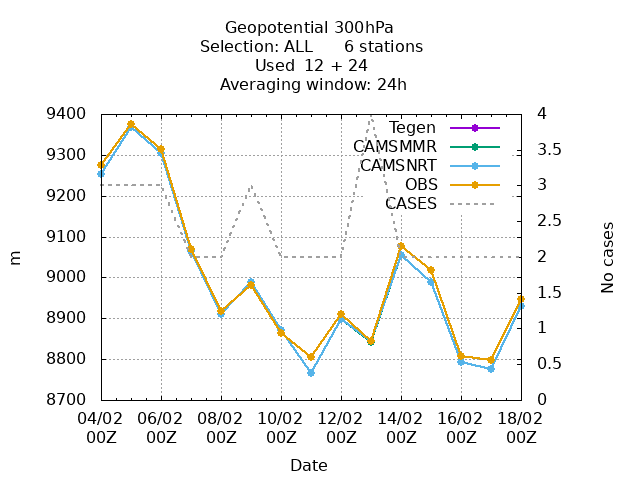 Geopotential 300hPa
Selection: ALL      6 stations
Used  12 + 24
Averaging window: 24h
9400
9300
9200
9100
9000
8900
8800
8700
m
4
3.5
3
2.5
2
1.5
1
0.5
0
No cases
Tegen
CAMSMMR
CAMSNRT
OBS
CASES
04/02 06/02 08/02 10/02 12/02 14/02 16/02 18/02
00Z 00Z 00Z 00Z 00Z 00Z 00Z 00Z
Date